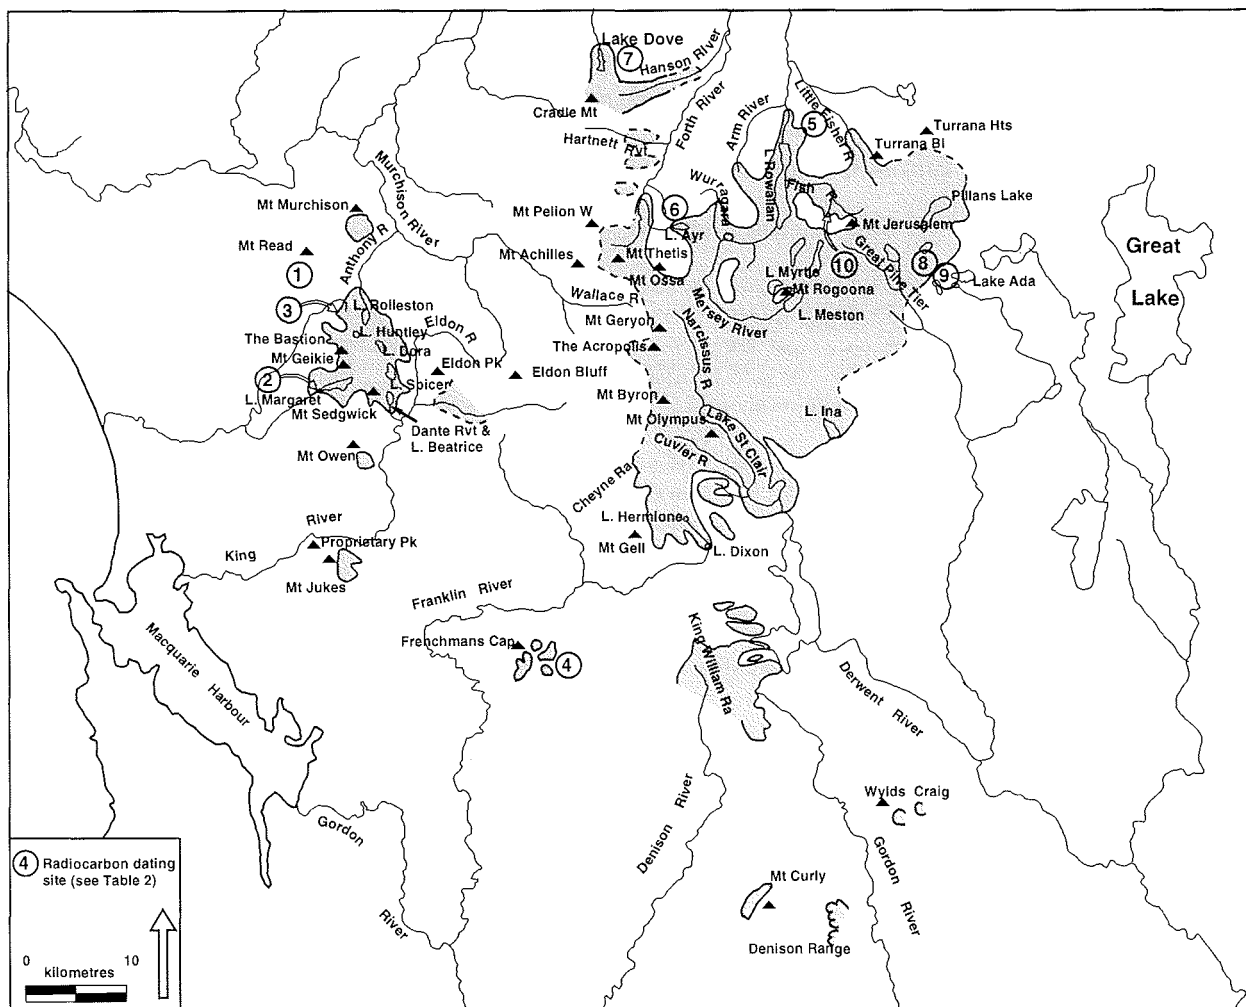 Lake Dove
7
Hanson River
Cradle Mt
Forth River
Arm River
Little Fisher R
5
Turrana Hts
Turrana Bl
Hartnett Rvt
Murchison River
Mt Murchison
Anthony R
Mt Read
1
Mt Pelion W
6
Wurragara C
L Rowallan
Fish R
Pillans Lake
Mt Jerusalem
L. Ayr
Mt Achilles
Mt Thetis
Mt Ossa
Great Pine Tier
8
9
10
Great
Lake
Lake Ada
L Myrtle
Mt Rogoona
L. Meston
Mersey River
Wallace R
3
L. Rolleston
L. Huntley
The Bastion
L. Dora
Mt Geikie
Eldon R
Eldon Pk
Eldon Bluff
2
L. Spicer
L. Margaret
Mt Sedgwick
Dante Rvt &
L. Beatrice
Mt Geryon
The Acropolis
Narcissus R
Mt Byron
Mt Olympus
Lake St Clair
Cuvier R
L. Ina
Mt Owen
Cheyne Ra
L. Hermione
Mt Gell
L. Dixon
King River
Proprietary Pk
Mt Jukes
Franklin River
Frenchmans Cap
4
King William Ra
Macquarie Harbour
Derwent River
Gordon River
Denison River
Wylds Craig
Gordon River
Mt Curly
Denison Range
4 Radiocarbon dating
site (see Table 2)
0 10
kilometres